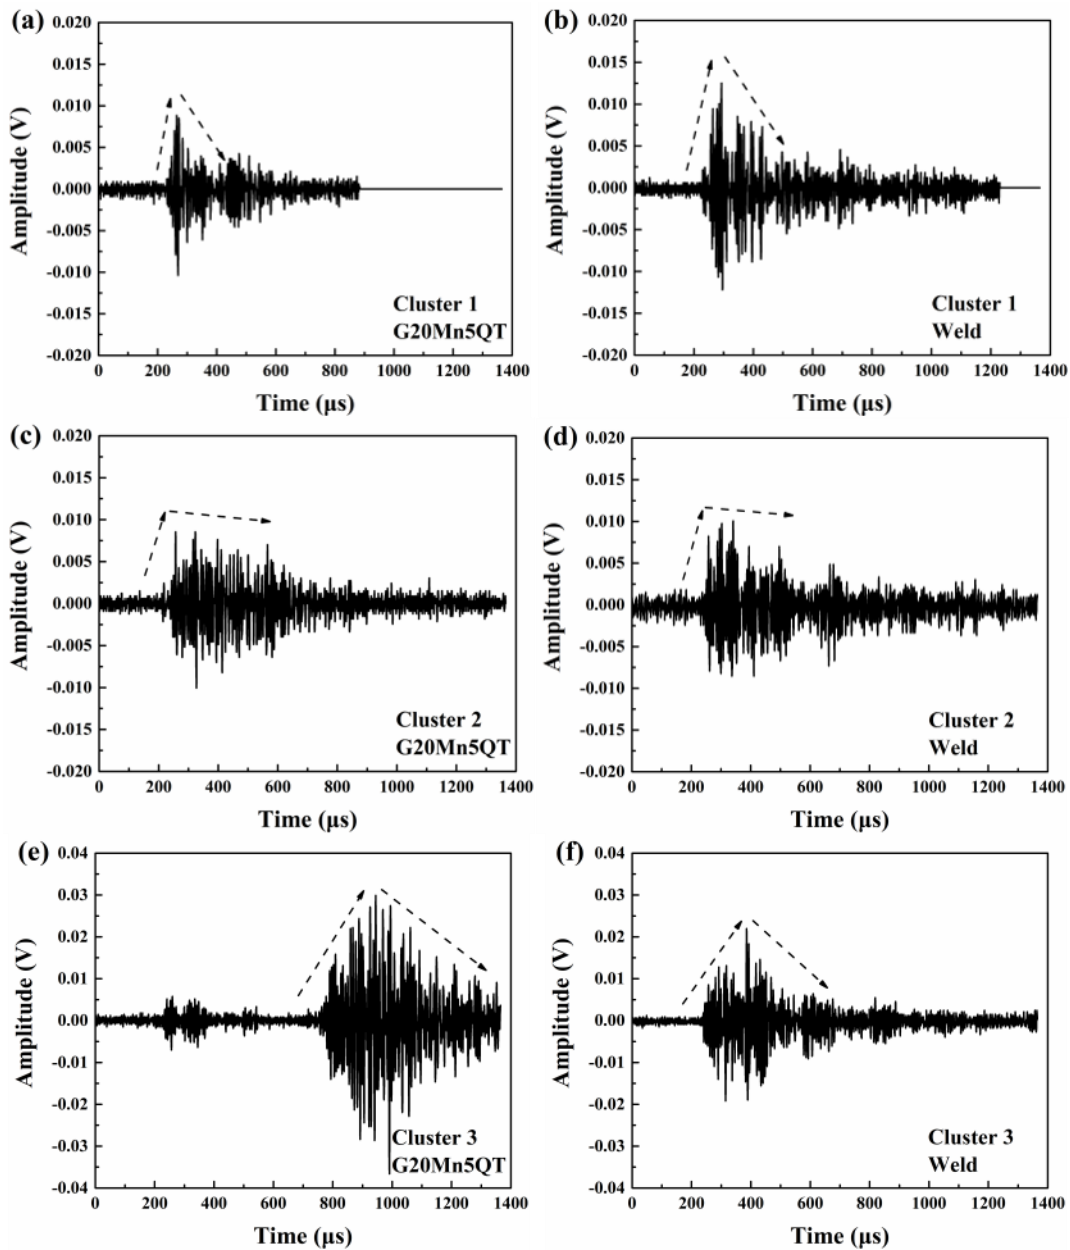 (a)
Amplitude (V)
0.020
0.015
0.010
0.005
0.000
-0.005
-0.010
-0.015
-0.020
Cluster 1
G20Mn5QT
0 200 400 600 800 1000 1200 1400
Time (μs)
(b)
Amplitude (V)
0.020
0.015
0.010
0.005
0.000
-0.005
-0.010
-0.015
-0.020
Cluster 1
Weld
0 200 400 600 800 1000 1200 1400
Time (μs)
(c)
Amplitude (V)
0.020
0.015
0.010
0.005
0.000
-0.005
-0.010
-0.015
-0.020
Cluster 2
G20Mn5QT
0 200 400 600 800 1000 1200 1400
Time (μs)
(d)
Amplitude (V)
0.020
0.015
0.010
0.005
0.000
-0.005
-0.010
-0.015
-0.020
Cluster 2
Weld
0 200 400 600 800 1000 1200 1400
Time (μs)
(e)
Amplitude (V)
0.04
0.03
0.02
0.01
0.00
-0.01
-0.02
-0.03
-0.04
Cluster 3
G20Mn5QT
0 200 400 600 800 1000 1200 1400
Time (μs)
(f)
Amplitude (V)
0.04
0.03
0.02
0.01
0.00
-0.01
-0.02
-0.03
-0.04
Cluster 3
Weld
0 200 400 600 800 1000 1200 1400
Time (μs)